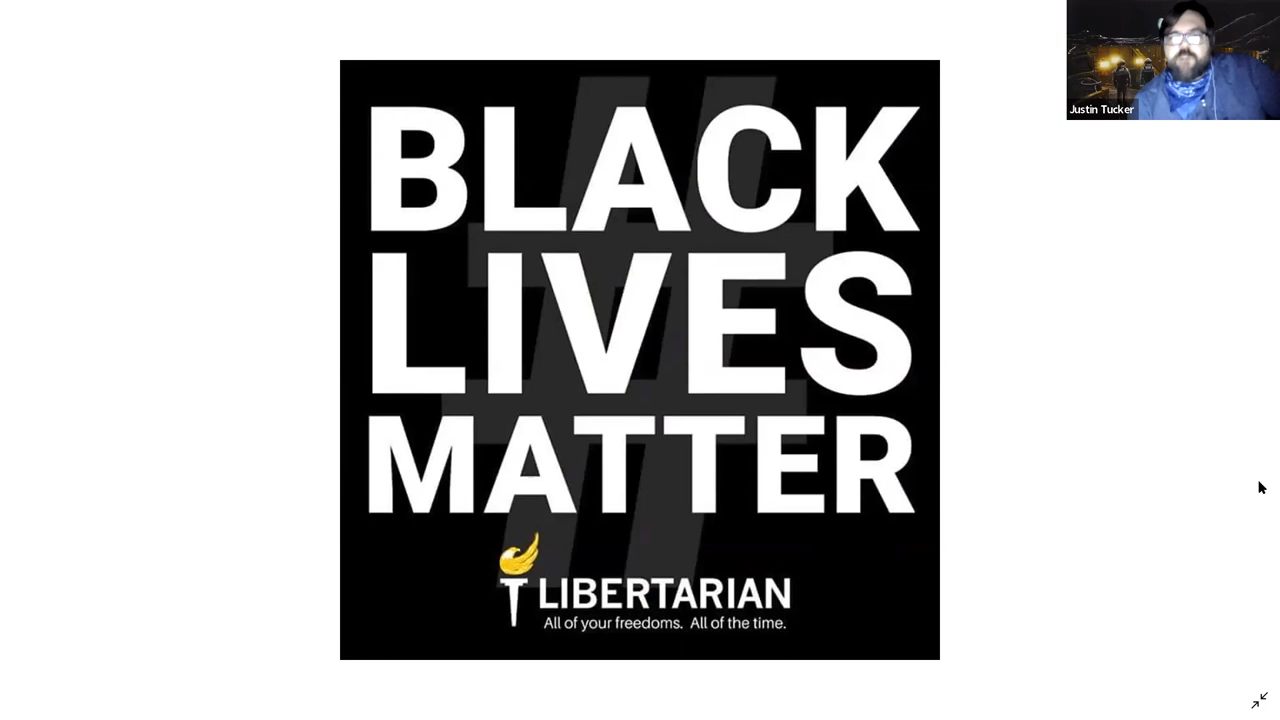 BLACK
LIVES
MATTER
LIBERTARIAN
All of your freedoms. All of the time.
Justin Tucker